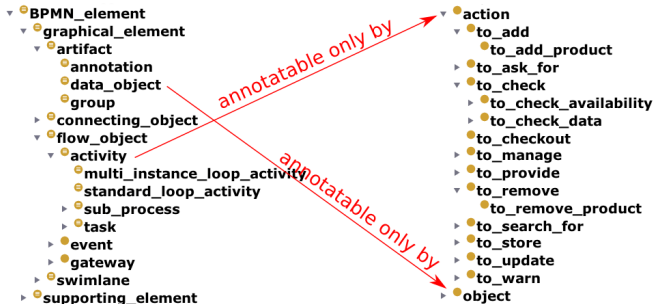 BPMN_element
graphical_element
artifact
annotation
data_object
group
connecting_object
flow_object
activity
multi_instance_loop_activity
standard_loop_activity
sub_process
task
event
gateway
swimlane
supporting_element
annotatable only by
annotatable only by
action
to_add
to_add_product
to_ask_for
to_check
to_check_availability
to_check_data
to_checkout
to_manage
to_provide
to_remove
to_remove_product
to_search_for
to_store
to_update
to_warn
object